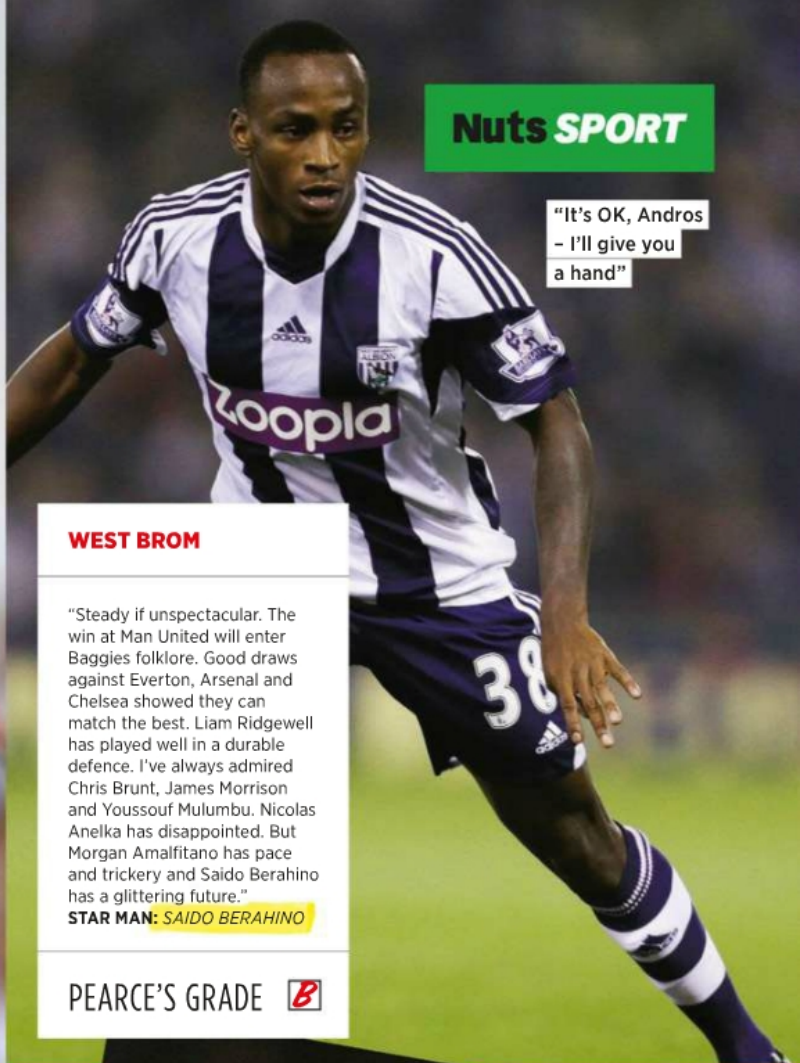 Nuts SPORT
"It's OK, Andros
– I'll give you
a hand"
adidas
ALBION
Zoopla
38
adidas
WEST BROM
"Steady if unspectacular. The
win at Man United will enter
Baggies folklore. Good draws
against Everton, Arsenal and
Chelsea showed they can
match the best. Liam Ridgewell
has played well in a durable
defence. I've always admired
Chris Brunt, James Morrison
and Youssouf Mulumbu. Nicolas
Anelka has disappointed. But
Morgan Amalfitano has pace
and trickery and Saido Berahino
has a glittering future."
STAR MAN: SAIDO BERAHINO
PEARCE'S GRADE B